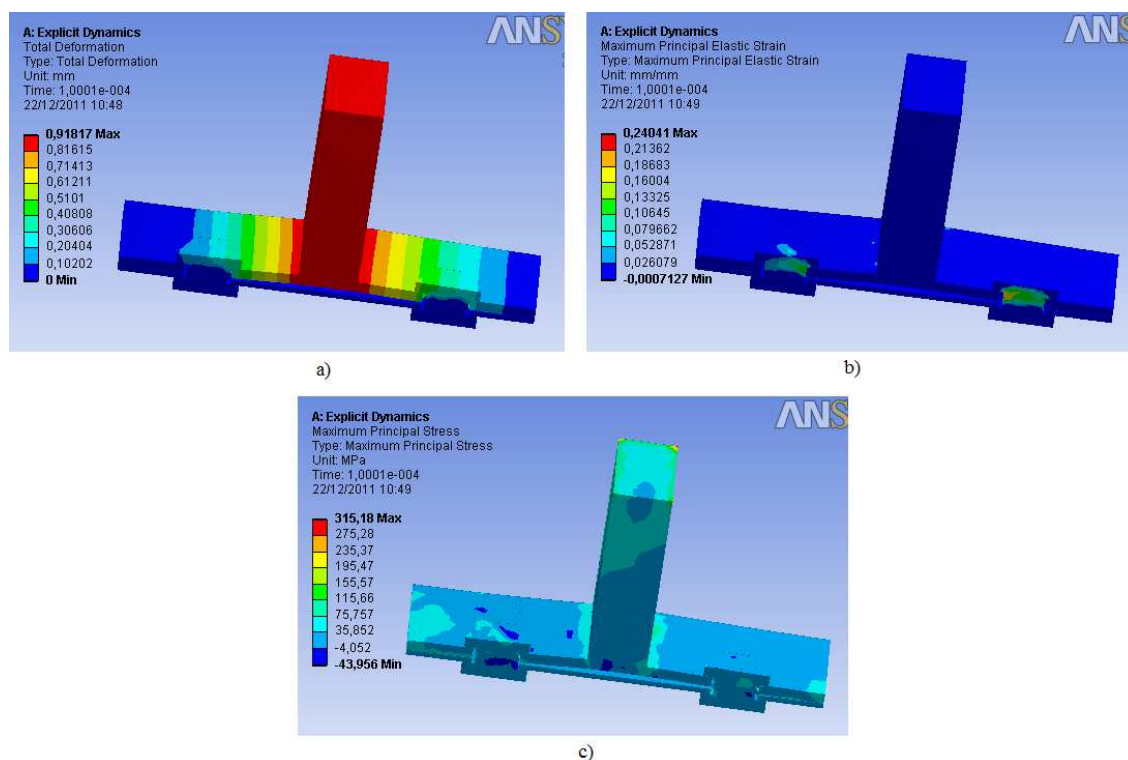 A: Explicit Dynamics
Total Deformation
Type: Total Deformation
Unit: mm
Time: 1,0001e-004
22/12/2011 10:48
0,91817 Max
0,81615
0,71413
0,61211
0,5101
0,40808
0,30606
0,20404
0,10202
0 Min
ANS
a)
A: Explicit Dynamics
Maximum Principal Elastic Strain
Type: Maximum Principal Elastic Strain
Unit: mm/mm
Time: 1,0001e-004
22/12/2011 10:49
0,24041 Max
0,21362
0,18683
0,16004
0,13325
0,10645
0,079662
0,052871
0,026079
-0,0007127 Min
ANS
b)
A: Explicit Dynamics
Maximum Principal Stress
Type: Maximum Principal Stress
Unit: MPa
Time: 1,0001e-004
22/12/2011 10:49
315,18 Max
275,28
235,37
195,47
155,57
115,66
75,757
35,852
-4,052
-43,956 Min
ANS
c)